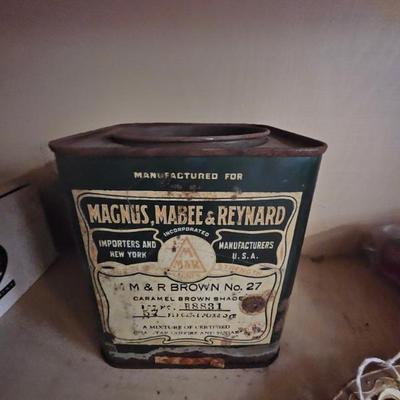 MANUFACTURED FOR
MAGNUS, MABEE & REYNARD
INCORPORATED
IMPORTERS AND
NEW YORK
MANUFACTURERS
U.S.A.
M
M&R
M & R BROWN No. 27
CARAMEL BROWN SHADE
B8831
A MIXTURE OF CERTIFIED